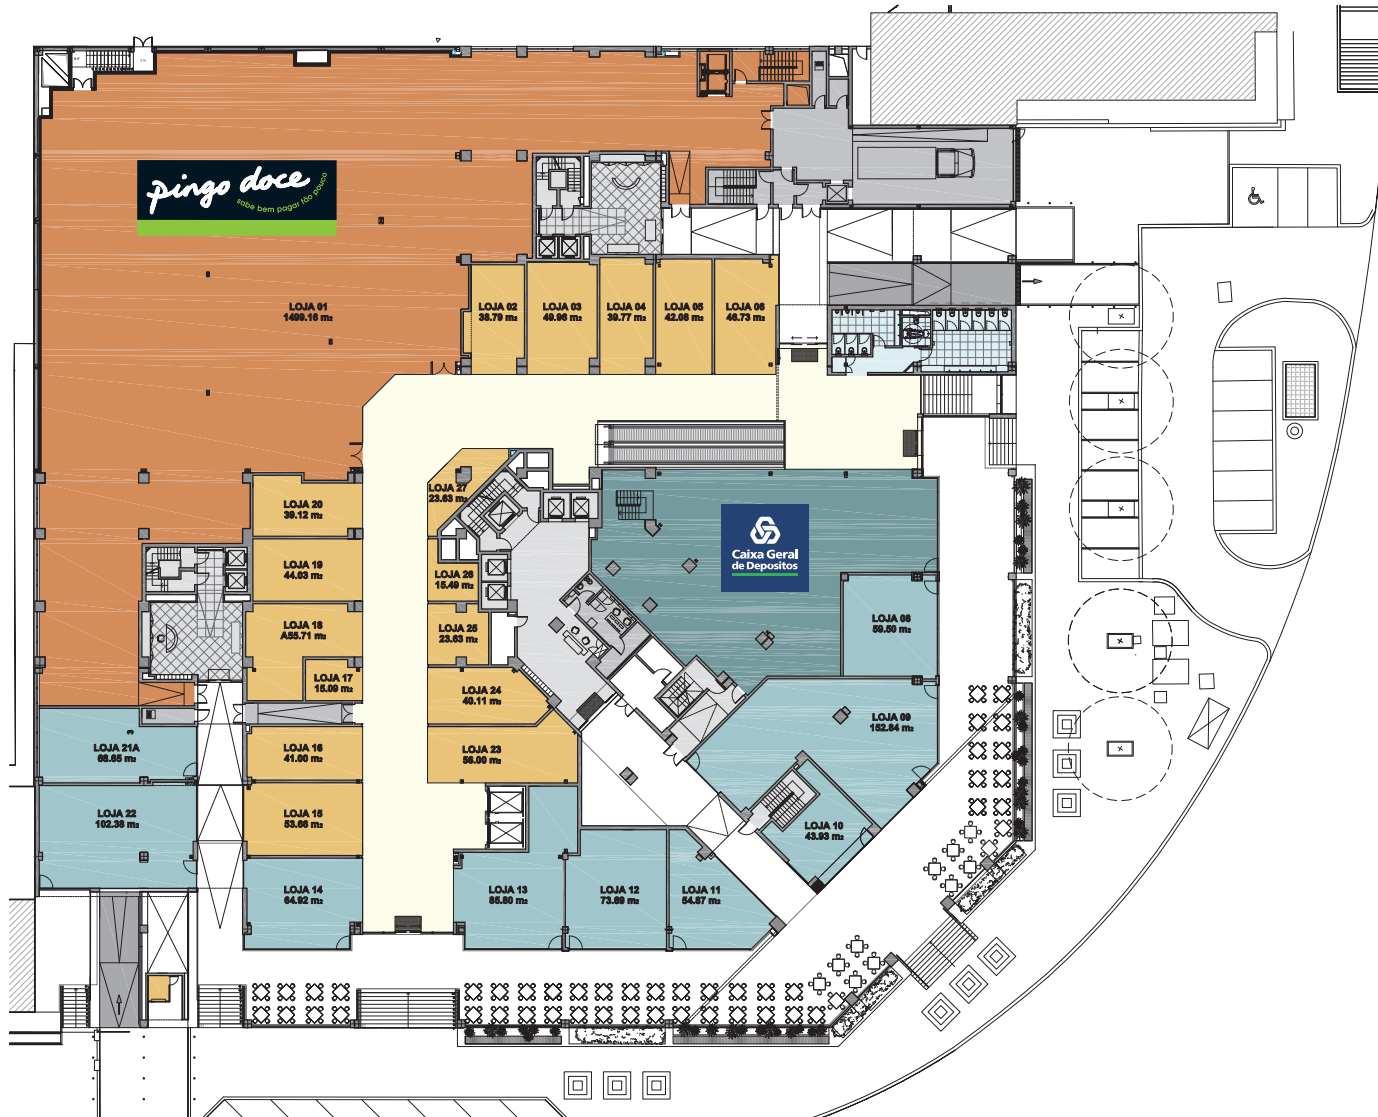 pingo doce
sabe bem pagar tão pouco
LOJA 01
1499.16 m²
LOJA 02
38.79 m²
LOJA 03
49.96 m²
LOJA 04
39.77 m²
LOJA 05
42.08 m²
LOJA 06
46.73 m²
LOJA 27
23.63 m²
LOJA 20
39.12 m²
LOJA 19
44.03 m²
LOJA 26
15.49 m²
Caixa Geral
de Depositos
LOJA 18
A55.71 m²
LOJA 25
23.63 m²
LOJA 08
59.50 m²
LOJA 17
15.09 m²
LOJA 24
40.11 m²
LOJA 09
152.84 m²
LOJA 21A
68.65 m²
LOJA 16
41.00 m²
LOJA 23
56.00 m²
LOJA 22
102.38 m²
LOJA 15
53.66 m²
LOJA 10
43.93 m²
LOJA 14
64.92 m²
LOJA 13
85.80 m²
LOJA 12
73.69 m²
LOJA 11
54.87 m²